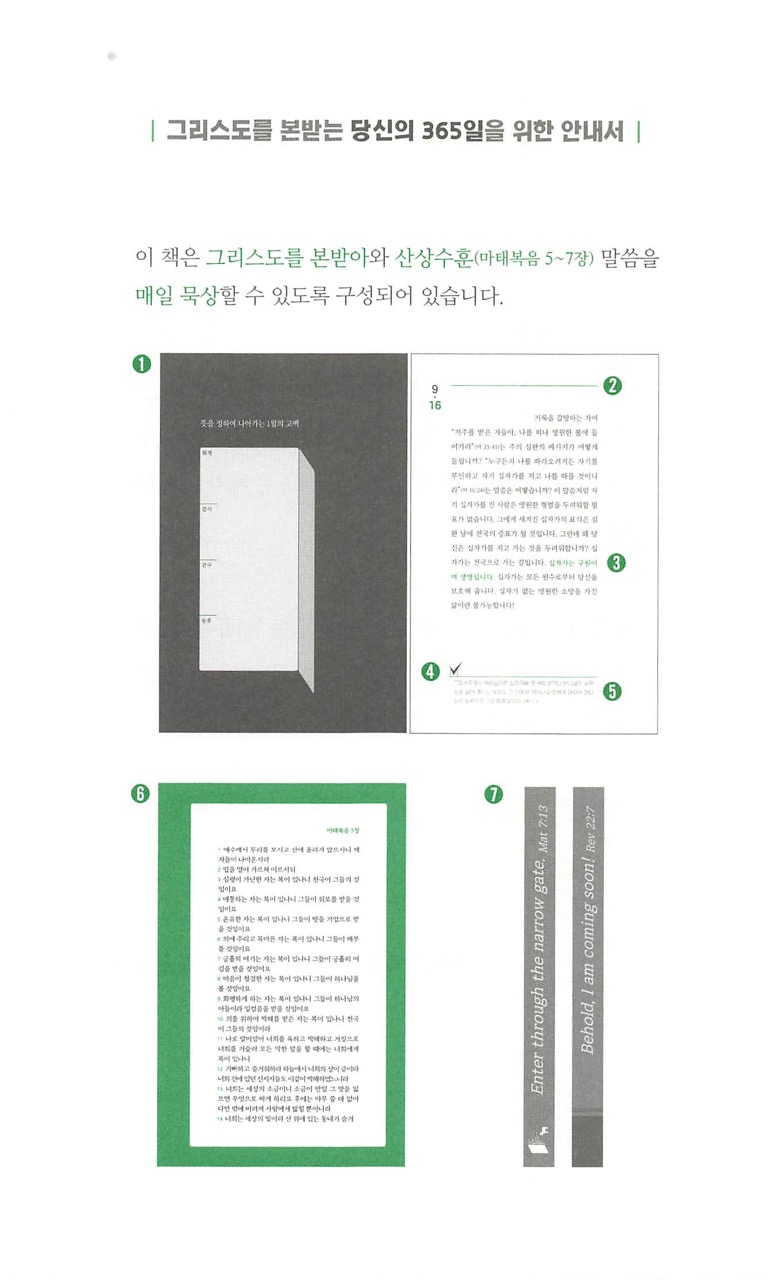 | 그리스도를 본받는 당신의 365일을 위한 안내서 |
이 책은 그리스도를 본받아와 산상수훈(마태복음 5~7장) 말씀을
매일 묵상할 수 있도록 구성되어 있습니다.
1
뜻을 정하여 나아가는 1월의 고백
회개
감사
간구
순종
2
9
16
거룩을 갈망하는 자여
"저주를 받은 자들아, 나를 떠나 영원한 불에 들
어가라"(마 25:41)는 주의 심판의 메시지가 어떻게
들립니까? "누구든지 나를 따라오려거든 자기를
부인하고 자기 십자가를 지고 나를 따를 것이니
라"(마 16:24)는 말씀은 어떻습니까? 이 말씀처럼 자
기 십자가를 진 사람은 영원한 형벌을 두려워할 필
요가 없습니다. 그에게 새겨진 십자가의 표식은 심
판 날에 천국의 증표가 될 것입니다. 그런데 왜 당
신은 십자가를 지고 가는 것을 두려워합니까? 십
자가는 천국으로 가는 길입니다. 십자가는 구원이
며 생명입니다. 십자가는 모든 원수로부터 당신을
보호해 줍니다. 십자가 없는 영원한 소망을 가진
삶이란 불가능합니다!
3
4
5
6
마태복음 5장
1 예수께서 무리를 보시고 산에 올라가 앉으시니 제
자들이 나아온지라
2 입을 열어 가르쳐 이르시되
3 심령이 가난한 자는 복이 있나니 천국이 그들의 것
임이요
4 애통하는 자는 복이 있나니 그들이 위로를 받을 것
임이요
5 온유한 자는 복이 있나니 그들이 땅을 기업으로 받
을 것임이요
6 의에 주리고 목마른 자는 복이 있나니 그들이 배부
를 것임이요
7 긍휼히 여기는 자는 복이 있나니 그들이 긍휼히 여
김을 받을 것임이요
8 마음이 청결한 자는 복이 있나니 그들이 하나님을
볼 것임이요
9 화평하게 하는 자는 복이 있나니 그들이 하나님의
아들이라 일컬음을 받을 것임이요
10 의를 위하여 박해를 받은 자는 복이 있나니 천국
이 그들의 것임이라
11 나로 말미암아 너희를 욕하고 박해하고 거짓으로
너희를 거슬러 모든 악한 말을 할 때에는 너희에게
복이 있나니
12 기뻐하고 즐거워하라 하늘에서 너희의 상이 큼이라
너희 전에 있던 선지자들도 이같이 박해하였느니라
13 너희는 세상의 소금이니 소금이 만일 그 맛을 잃
으면 무엇으로 짜게 하리요 후에는 아무 쓸 데 없어
다만 밖에 버려져 사람에게 밟힐 뿐이니라
14 너희는 세상의 빛이라 산 위에 있는 동네가 숨겨
7
Enter through the narrow gate. Mat 7:13
Behold, I am coming soon! Rev 22:7